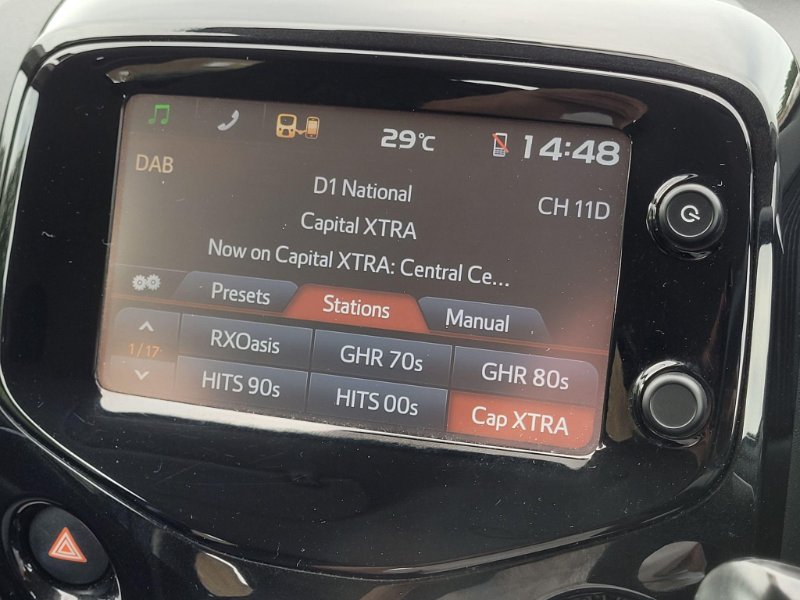 29°C
14:48
DAB
D1 National
CH 11D
Capital XTRA
Now on Capital XTRA: Central Ce...
Presets
Stations
Manual
1/17
RXOasis
GHR 70s
GHR 80s
HITS 90s
HITS 00s
Cap XTRA